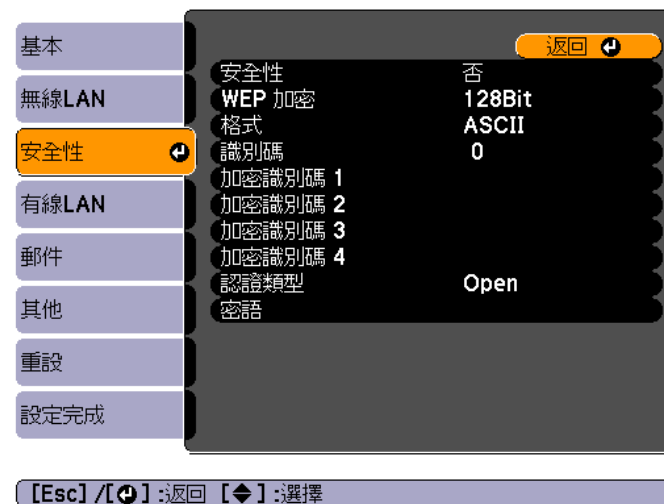 基本
無線LAN
安全性
有線LAN
郵件
其他
重設
設定完成
返回
安全性 否
WEP 加密 128Bit
格式 ASCII
識別碼 0
加密識別碼 1
加密識別碼 2
加密識別碼 3
加密識別碼 4
認證類型 Open
密語
[Esc] /[ ] :返回 [ ] :選擇